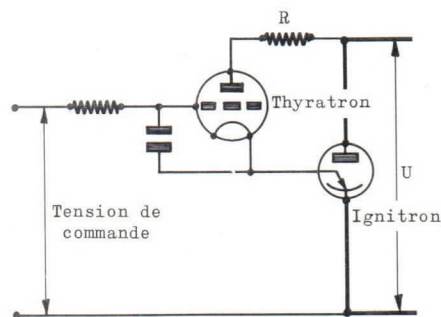 R
Thyratron
U
Ignitron
Tension de
commande